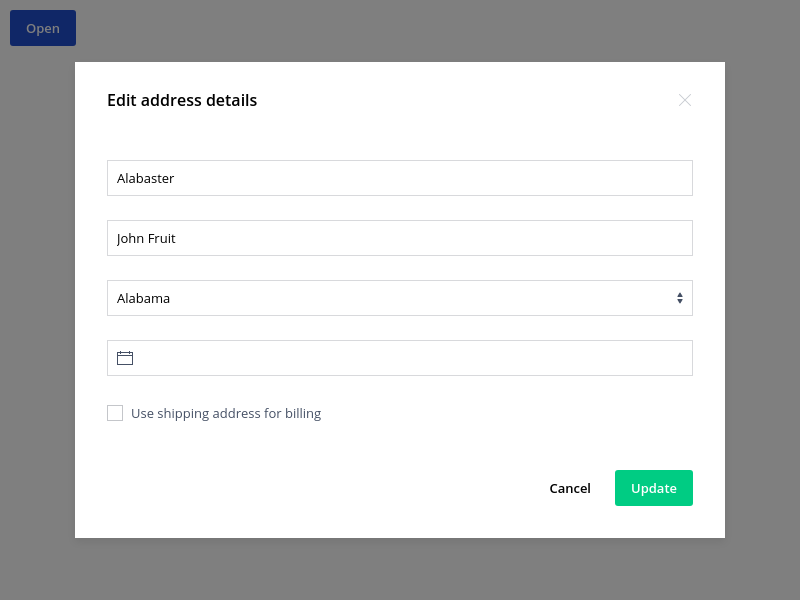 Open
Edit address details
Alabaster
John Fruit
Alabama
Use shipping address for billing
Cancel
Update